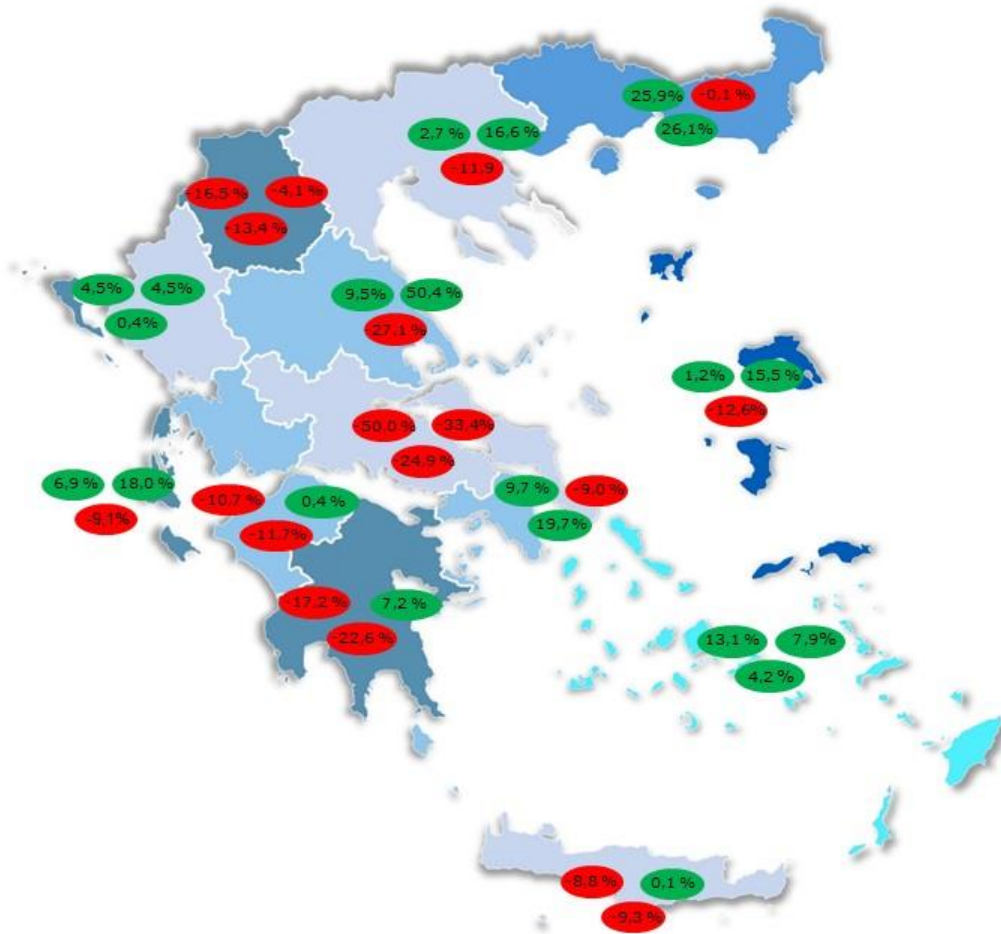 25,9% -0,1 %
26,1%
2,7 % 16,6 %
-11,9
-16,5 % -4,1 %
-13,4 %
4,5% 4,5%
0,4%
9,5% 50,4 %
-27,1 %
1,2% 15,5 %
-12,6%
-50,0 % -33,4%
-24,9 %
6,9 % 18,0 %
-9,1%
-10,7 % 0,4 %
-11,7%
9,7 % -9,0 %
19,7%
-17,2 % 7,2 %
-22,6 %
13,1 % 7,9 %
4,2 %
-8,8 % 0,1 %
-9,3 %